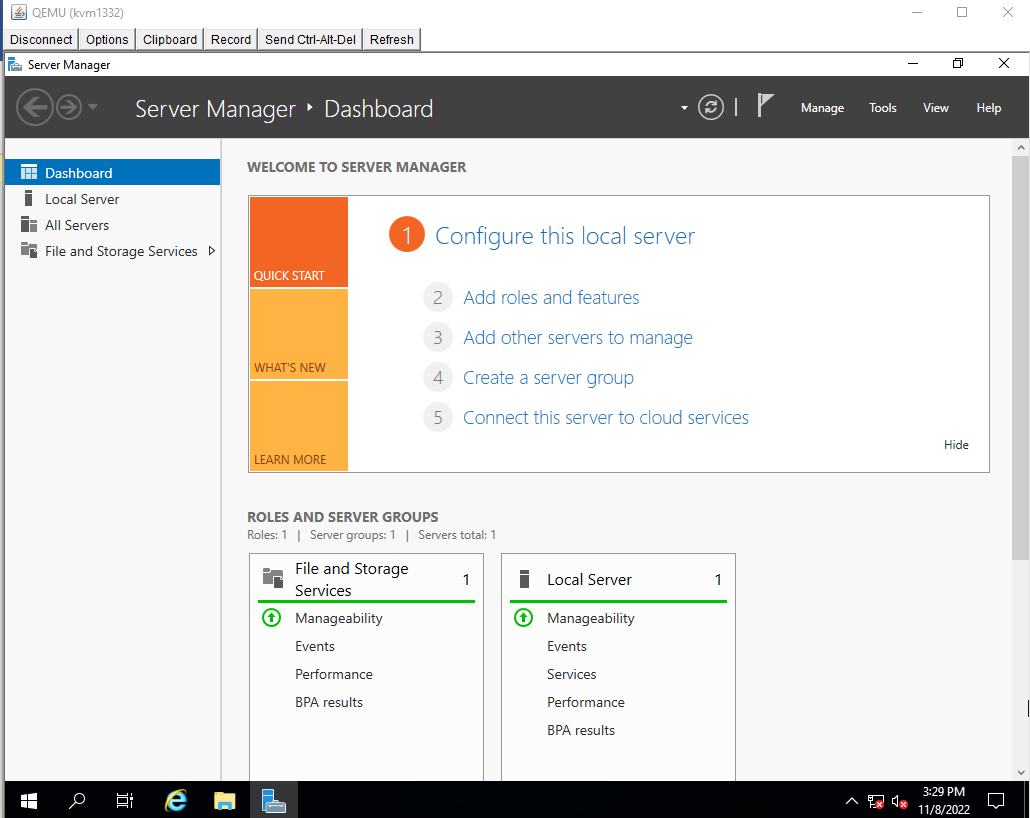 QEMU (kvm1332)
Disconnect Options Clipboard Record Send Ctrl-Alt-Del Refresh
Server Manager
Server Manager Dashboard
Manage Tools View Help
Dashboard
Local Server
All Servers
File and Storage Services
WELCOME TO SERVER MANAGER
QUICK START
WHAT'S NEW
LEARN MORE
1 Configure this local server
2 Add roles and features
3 Add other servers to manage
4 Create a server group
5 Connect this server to cloud services
Hide
ROLES AND SERVER GROUPS
Roles: 1 | Server groups: 1 | Servers total: 1
File and Storage
Services
1
Manageability
Events
Performance
BPA results
Local Server 1
Manageability
Events
Services
Performance
BPA results
3:29 PM
11/8/2022